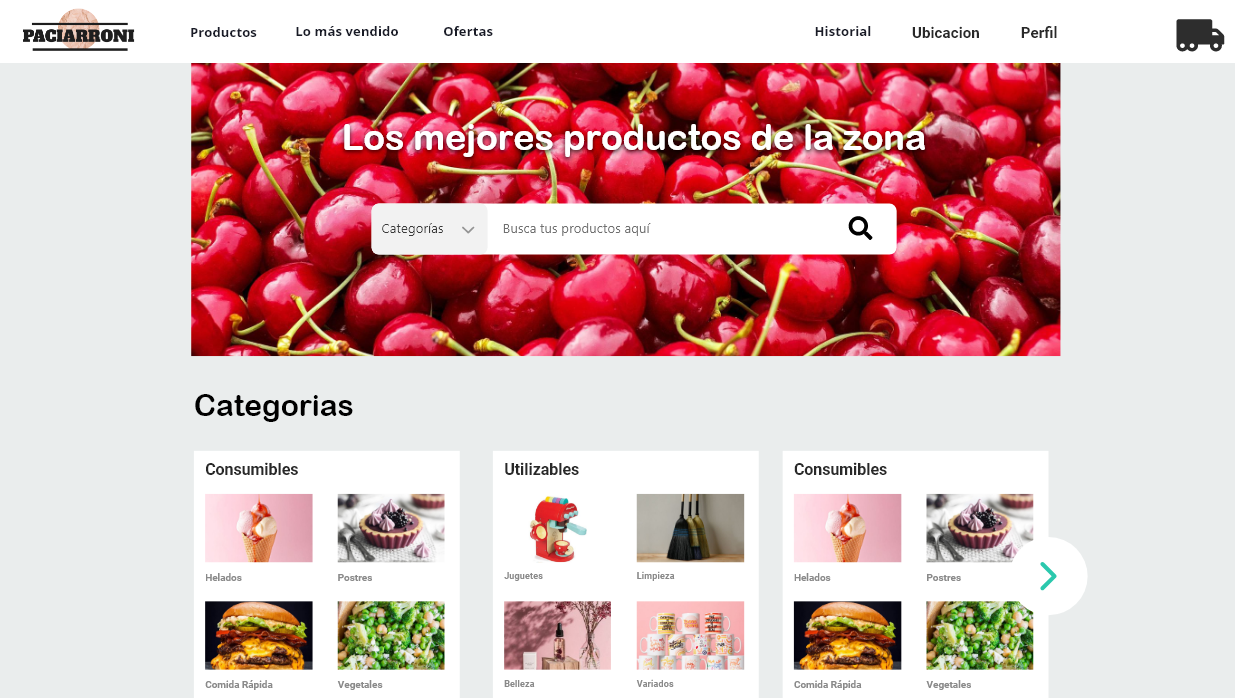 PACIARRONI
Productos
Lo más vendido
Ofertas
Historial
Ubicacion
Perfil
Los mejores productos de la zona
Categorías
Busca tus productos aquí
Categorias
Consumibles
Helados
Postres
Comida Rápida
Vegetales
Utilizables
Juguetes
Limpieza
Belleza
Variados
Consumibles
Helados
Postres
Comida Rápida
Vegetales